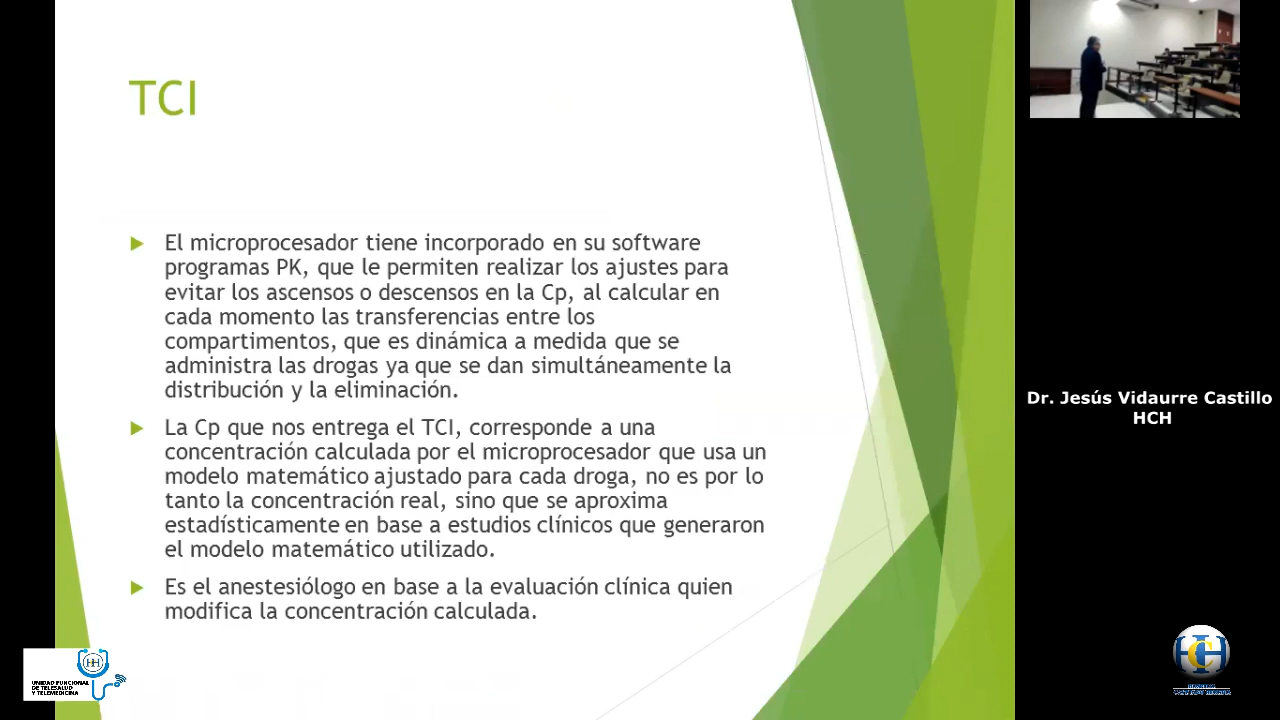 TCI
El microprocesador tiene incorporado en su software
programas PK, que le permiten realizar los ajustes para
evitar los ascensos o descensos en la Cp, al calcular en
cada momento las transferencias entre los
compartimentos, que es dinámica a medida que se
administra las drogas ya que se dan simultáneamente la
distribución y la eliminación.
La Cp que nos entrega el TCI, corresponde a una
concentración calculada por el microprocesador que usa un
modelo matemático ajustado para cada droga, no es por lo
tanto la concentración real, sino que se aproxima
estadísticamente en base a estudios clínicos que generaron
el modelo matemático utilizado.
Es el anestesiólogo en base a la evaluación clínica quien
modifica la concentración calculada.
Dr. Jesús Vidaurre Castillo
HCH
HH
UNIDAD FUNCIONAL
DE TELESALUD
Y TELEMEDICINA
HCH